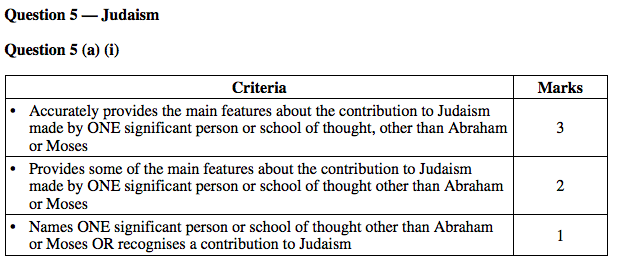 Question 5 — Judaism
Question 5 (a) (i)
Criteria Marks
• Accurately provides the main features about the contribution to Judaism
made by ONE significant person or school of thought, other than Abraham
or Moses
3
• Provides some of the main features about the contribution to Judaism
made by ONE significant person or school of thought other than Abraham
or Moses
2
• Names ONE significant person or school of thought other than Abraham
or Moses OR recognises a contribution to Judaism
1